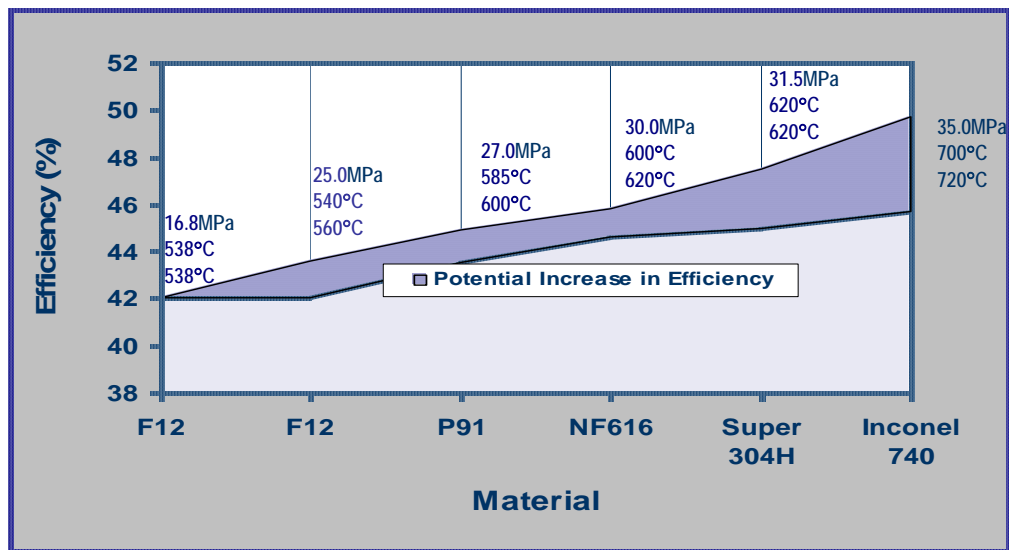 52
50
48
46
44
42
40
38
Efficiency (%)
16.8MPa
538°C
538°C
25.0MPa
540°C
560°C
27.0MPa
585°C
600°C
30.0MPa
600°C
620°C
31.5MPa
620°C
620°C
35.0MPa
700°C
720°C
Potential Increase in Efficiency
F12
F12
P91
NF616
Super
304H
Inconel
740
Material